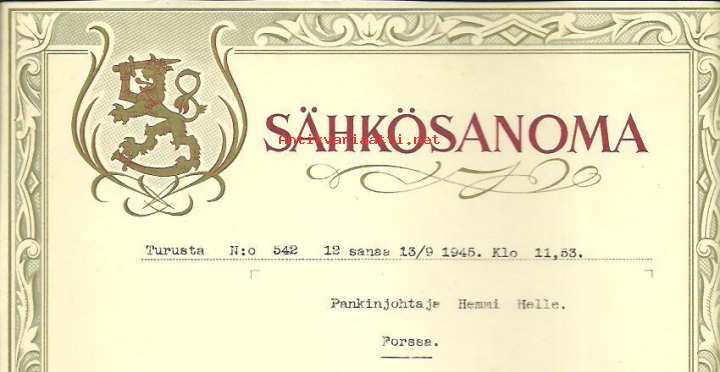 SÄHKÖSANOMA
Antikvariaatti.net
Turusta N:o 542 12 sanaa 13/9 1945. Klo 11,53.
Pankinjohtaja Hemmi Helle.
Forssa.